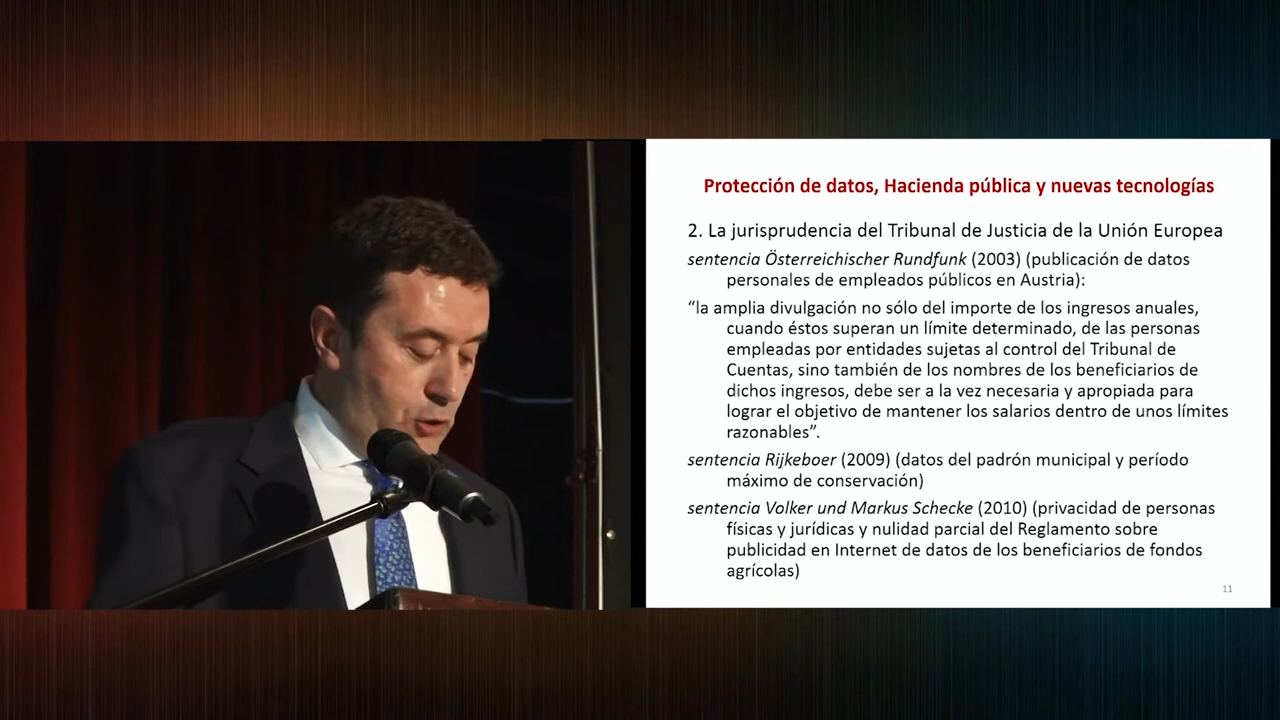 Protección de datos, Hacienda pública y nuevas tecnologías
2. La jurisprudencia del Tribunal de Justicia de la Unión Europea
sentencia Österreichischer Rundfunk (2003) (publicación de datos
personales de empleados públicos en Austria):
“la amplia divulgación no sólo del importe de los ingresos anuales,
cuando éstos superan un límite determinado, de las personas
empleadas por entidades sujetas al control del Tribunal de
Cuentas, sino también de los nombres de los beneficiarios de
dichos ingresos, debe ser a la vez necesaria y apropiada para
lograr el objetivo de mantener los salarios dentro de unos límites
razonables”.
sentencia Rijkeboer (2009) (datos del padrón municipal y período
máximo de conservación)
sentencia Volker und Markus Schecke (2010) (privacidad de personas
físicas y jurídicas y nulidad parcial del Reglamento sobre
publicidad en Internet de datos de los beneficiarios de fondos
agrícolas)
11